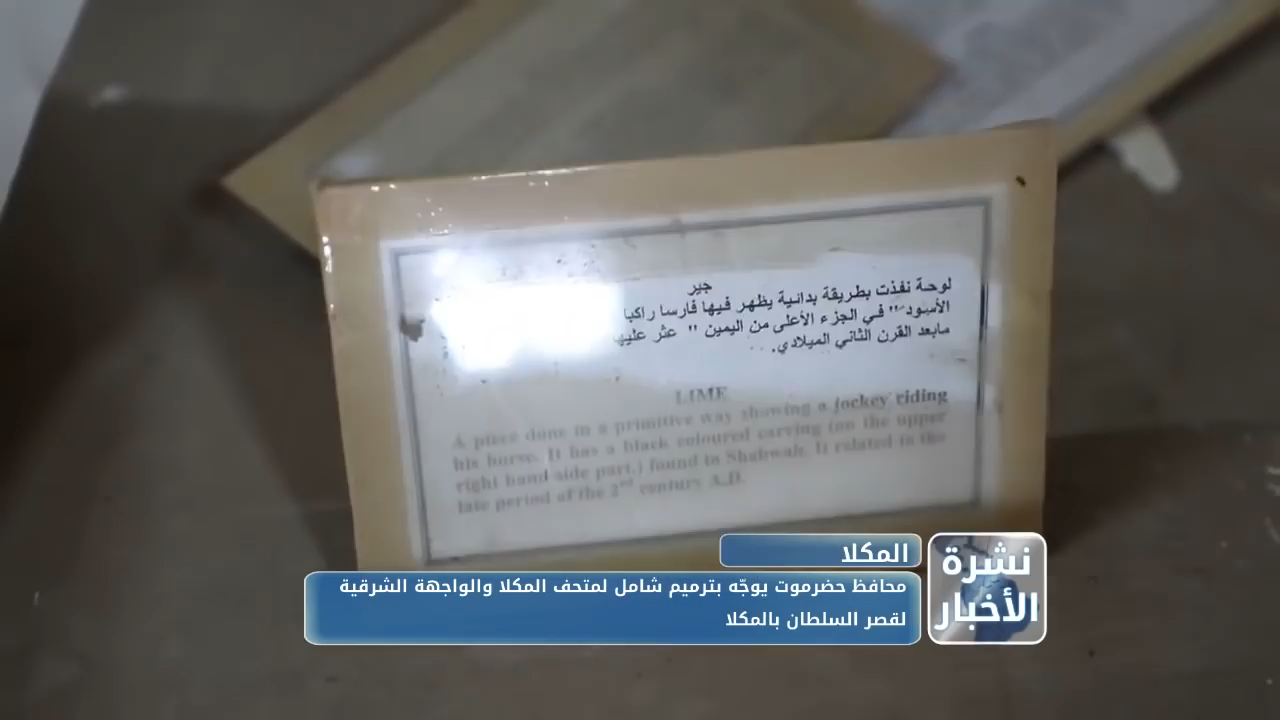 جير
لوحة نفذت بطريقة بدائية يظهر فيها فارسا راكبا
الأسود" في الجزء الأعلى من اليمين " عثر عليها
مابعد القرن الثاني الميلادي.
LIME
A piece done in a primitive way showing a jockey riding
his horse. It has a black coloured carving (on the upper
right hand side part.) found in Shabwah. It related to the
late period of the 2nd century A.D.
المكلا
محافظ حضرموت يوجّه بترميم شامل لمتحف المكلا والواجهة الشرقية
لقصر السلطان بالمكلا
نشرة
الأخبار